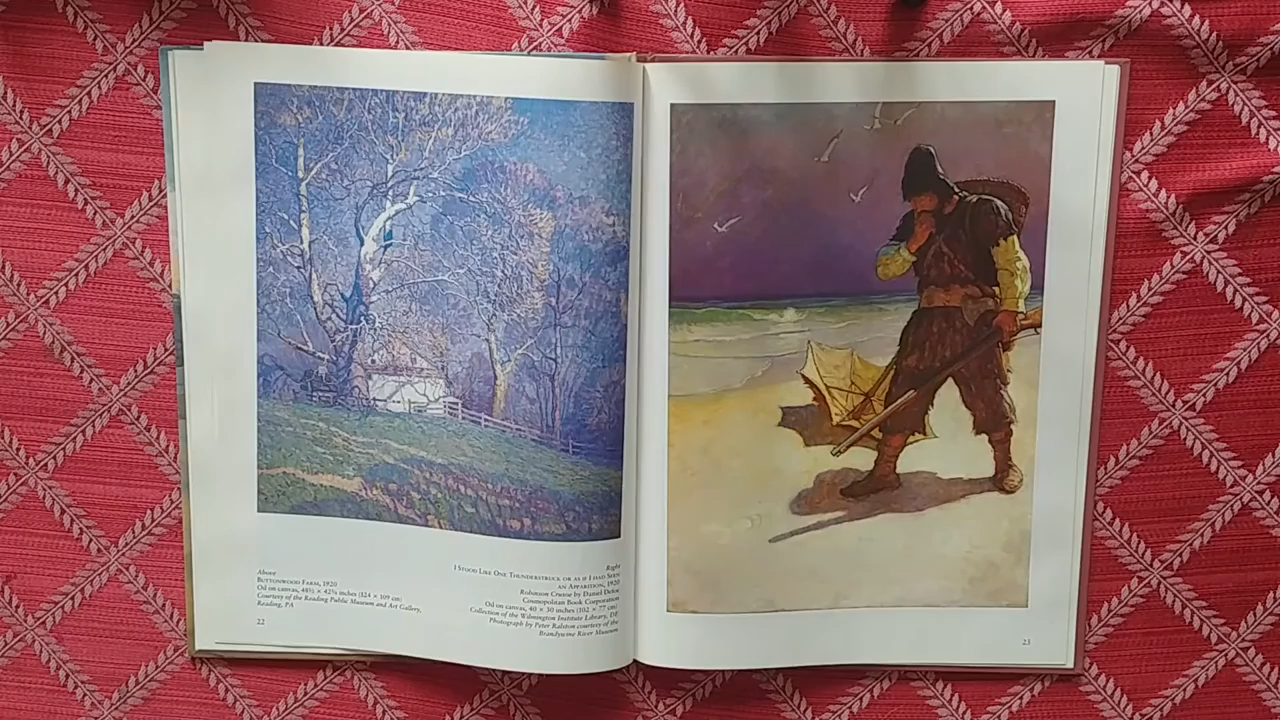 Above
BUTTONWOOD FARM, 1920
Oil on canvas, 48½ × 42¾ inches (124 × 109 cm)
Courtesy of the Reading Public Museum and Art Gallery,
Reading, PA
22
Right
I STOOD LIKE ONE THUNDERSTRUCK OR AS IF I HAD SEEN
AN APPARITION, 1920
Robinson Crusoe by Daniel Defoe
Cosmopolitan Book Corporation
Oil on canvas, 40 × 30 inches (102 × 77 cm)
Collection of the Wilmington Institute Library, DE
Photograph by Peter Ralston courtesy of the
Brandywine River Museum
23